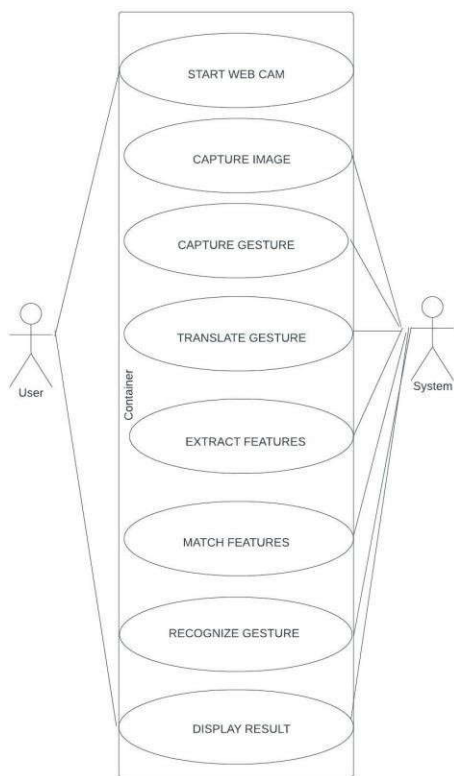 START WEB CAM
CAPTURE IMAGE
CAPTURE GESTURE
TRANSLATE GESTURE
User
Container
System
EXTRACT FEATURES
MATCH FEATURES
RECOGNIZE GESTURE
DISPLAY RESULT